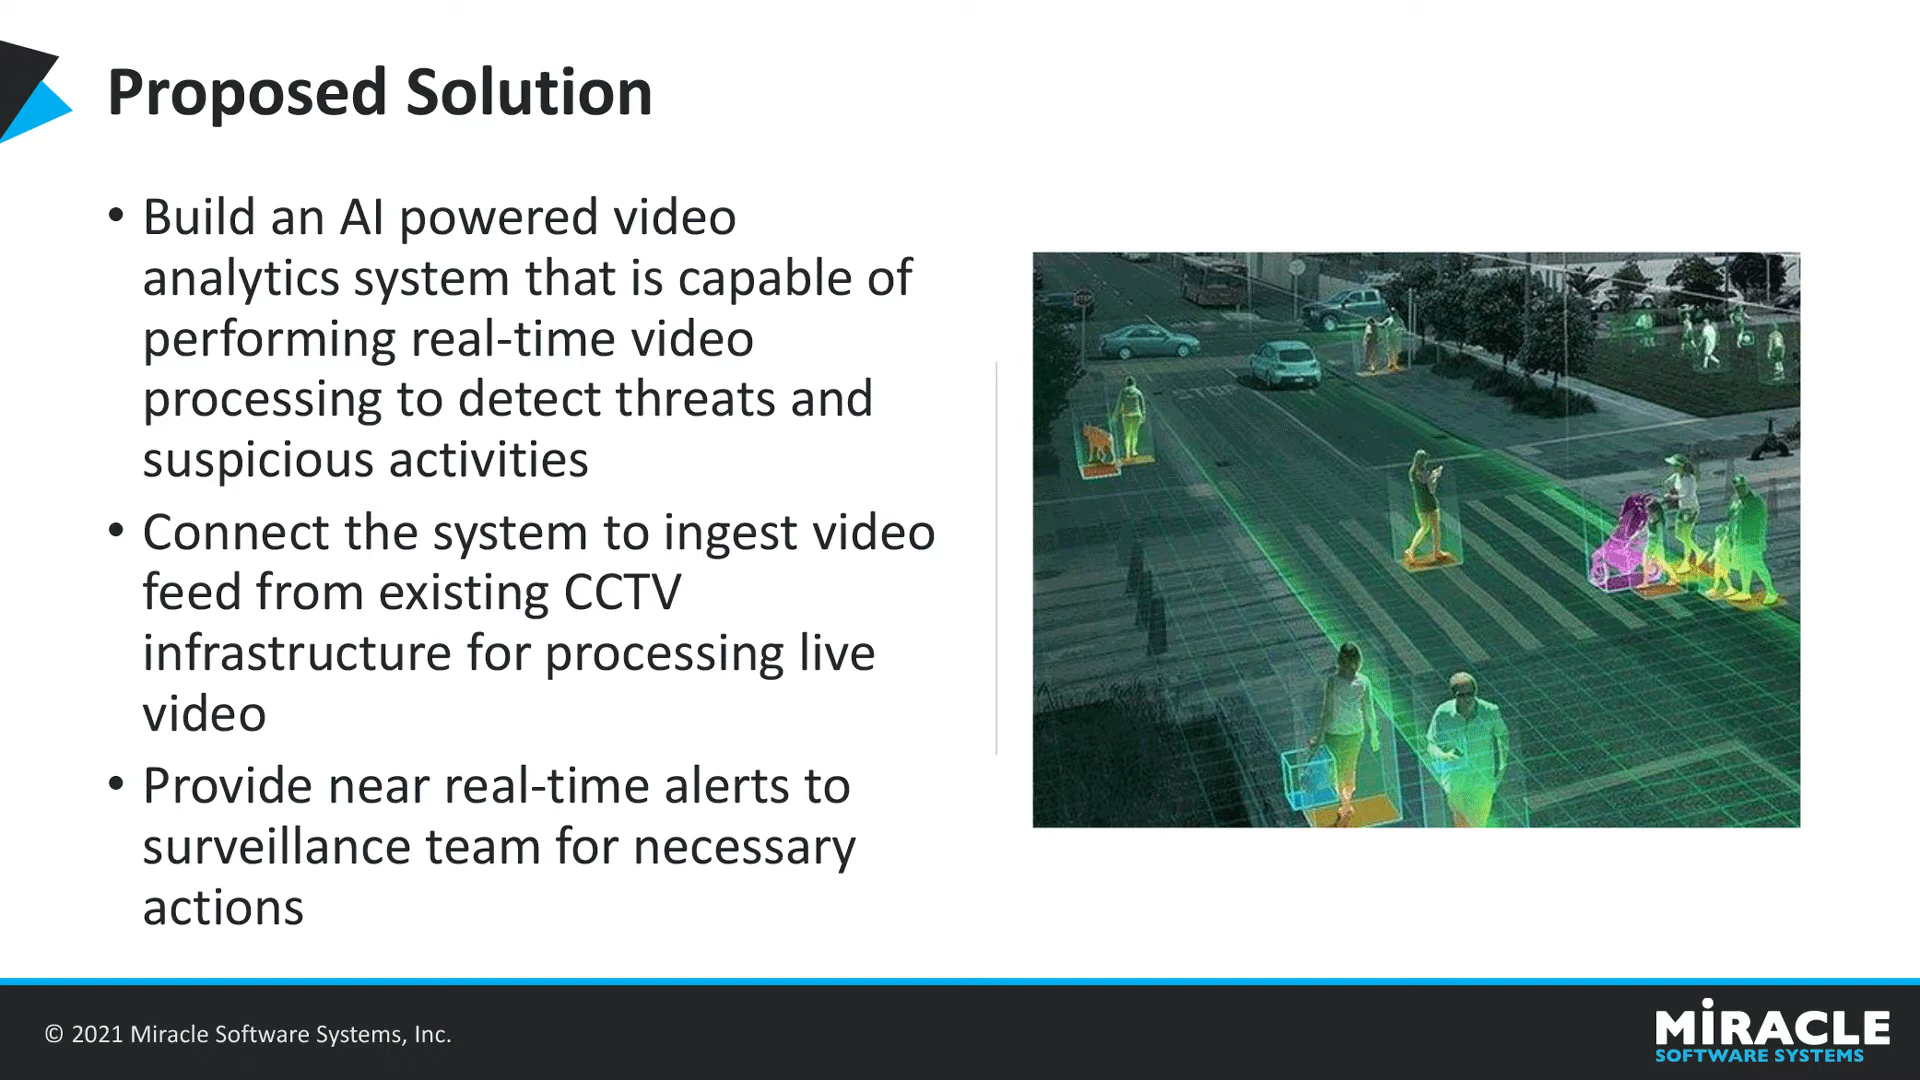 Proposed Solution
• Build an AI powered video
analytics system that is capable of
performing real-time video
processing to detect threats and
suspicious activities
• Connect the system to ingest video
feed from existing CCTV
infrastructure for processing live
video
• Provide near real-time alerts to
surveillance team for necessary
actions
STOP
© 2021 Miracle Software Systems, Inc.
MiRACLE
SOFTWARE SYSTEMS